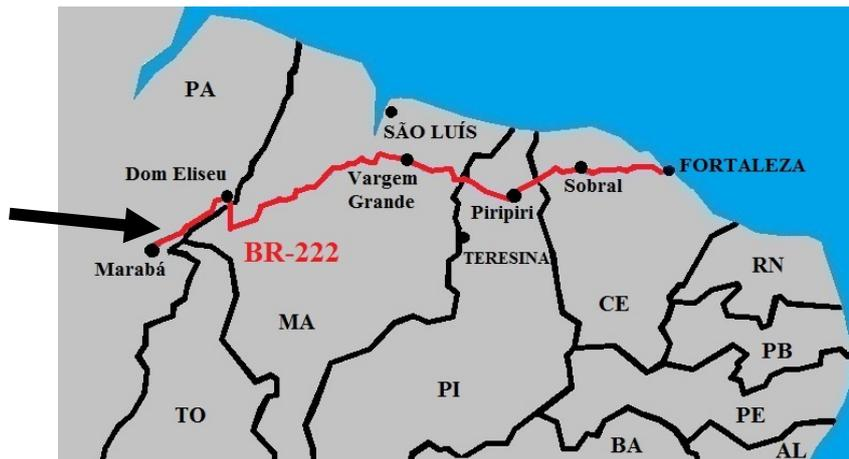 PA
SÃO LUÍS
Dom Eliseu
Vargem
Grande
Sobral
FORTALEZA
Piripiri
Marabá
BR-222
TERESINA
RN
MA
CE
PB
PI
TO
PE
BA
AL